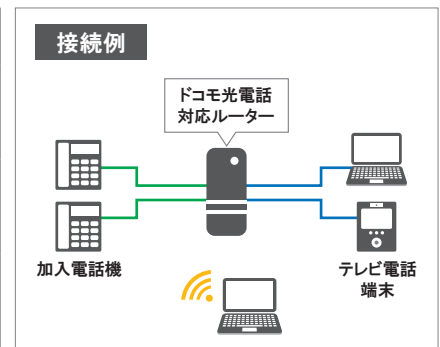 接続例
ドコモ光電話
対応ルーター
加入電話機
テレビ電話
端末